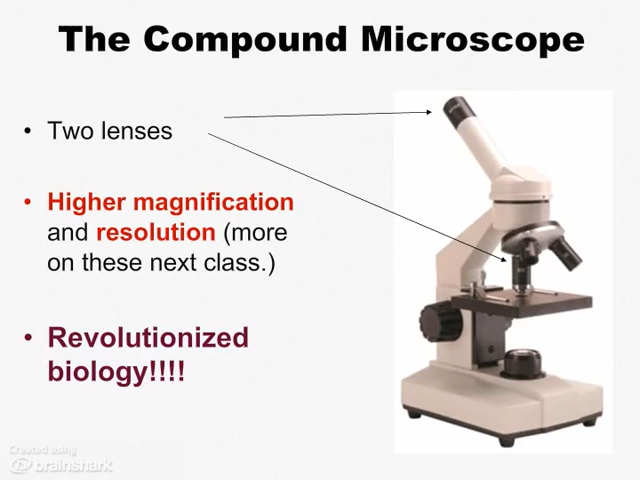 The Compound Microscope
• Two lenses
• Higher magnification
and resolution (more
on these next class.)
• Revolutionized
biology!!!!
Created using
brainshark